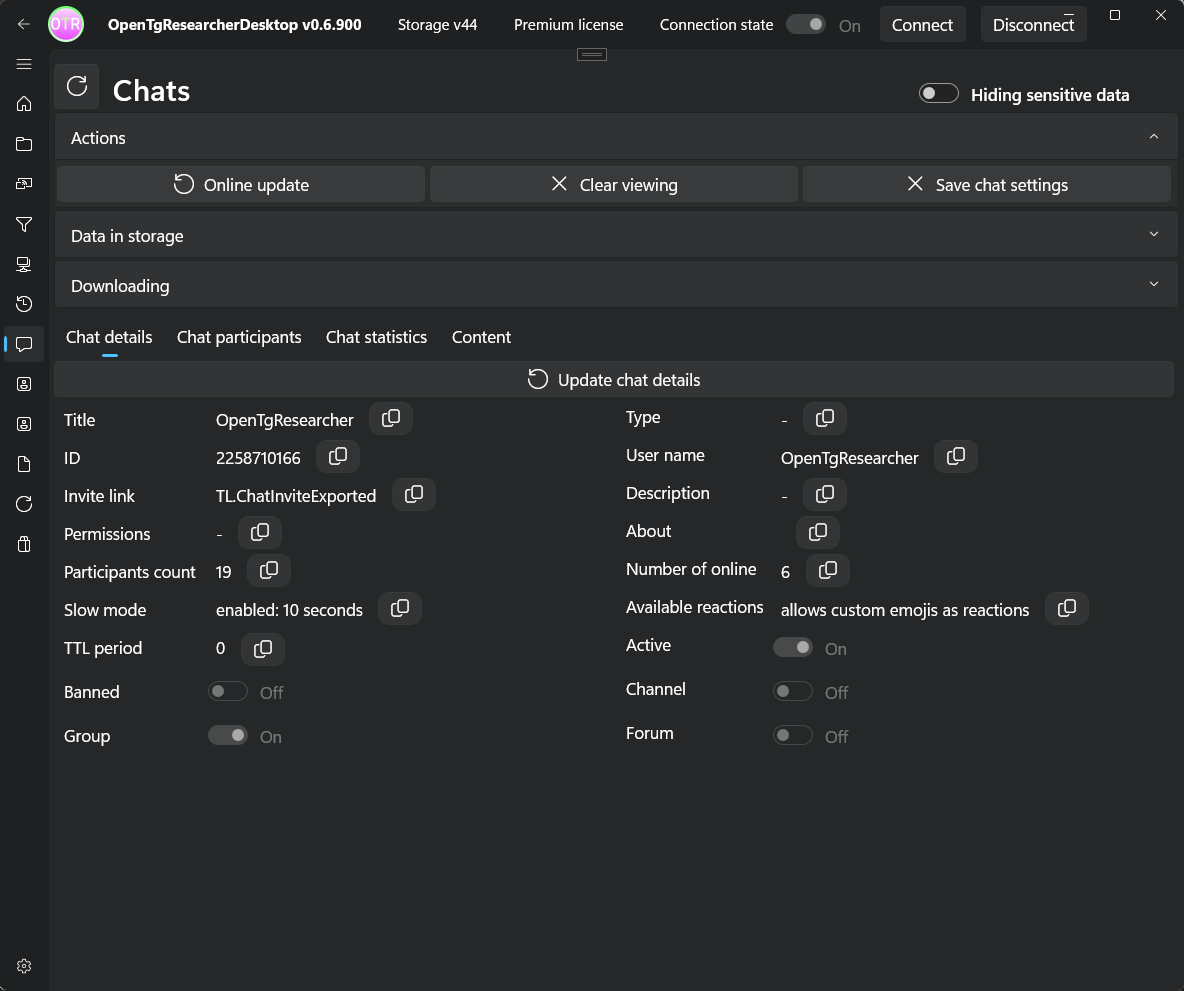 OTR OpenTgResearcherDesktop v0.6.900 Storage v44 Premium license Connection state On Connect Disconnect
Chats
Hiding sensitive data
Actions
Online update Clear viewing Save chat settings
Data in storage
Downloading
Chat details Chat participants Chat statistics Content
Update chat details
Title OpenTgResearcher Type -
ID 2258710166 User name OpenTgResearcher
Invite link TL.ChatInviteExported Description -
Permissions - About
Participants count 19 Number of online 6
Slow mode enabled: 10 seconds Available reactions allows custom emojis as reactions
TTL period 0 Active On
Banned Off Channel Off
Group On Forum Off